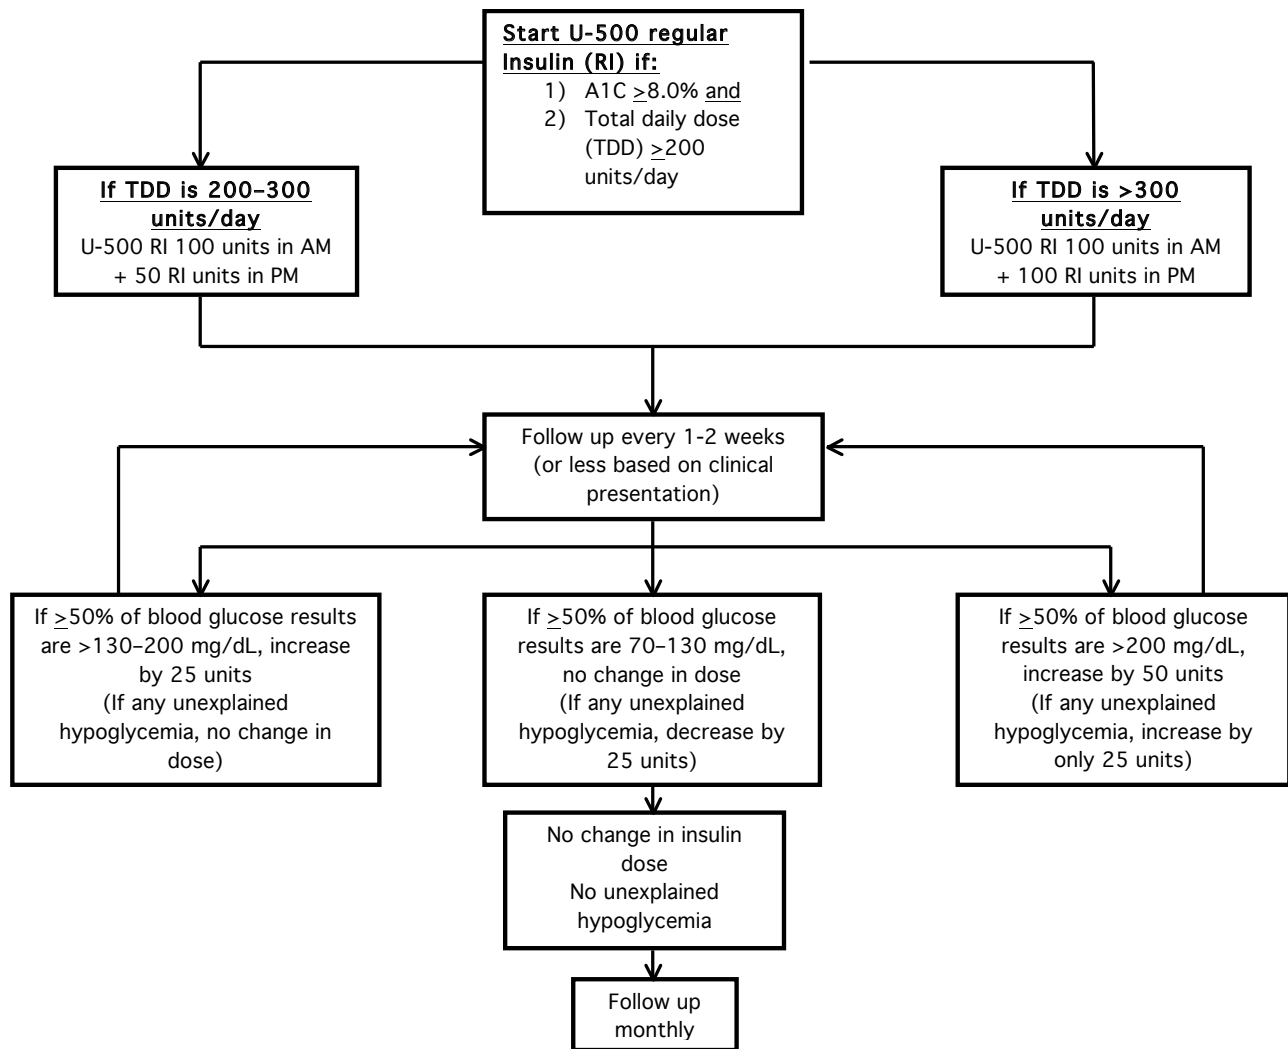 Start U-500 regular
Insulin (RI) if:
1) A1C ≥8.0% and
2) Total daily dose
(TDD) ≥200
units/day
If TDD is 200–300
units/day
U-500 RI 100 units in AM
+ 50 RI units in PM
If TDD is >300
units/day
U-500 RI 100 units in AM
+ 100 RI units in PM
Follow up every 1-2 weeks
(or less based on clinical
presentation)
If ≥50% of blood glucose results
are >130–200 mg/dL, increase
by 25 units
(If any unexplained
hypoglycemia, no change in
dose)
If ≥50% of blood glucose
results are 70–130 mg/dL,
no change in dose
(If any unexplained
hypoglycemia, decrease by
25 units)
If ≥50% of blood glucose
results are >200 mg/dL,
increase by 50 units
(If any unexplained
hypoglycemia, increase by
only 25 units)
No change in insulin
dose
No unexplained
hypoglycemia
Follow up
monthly